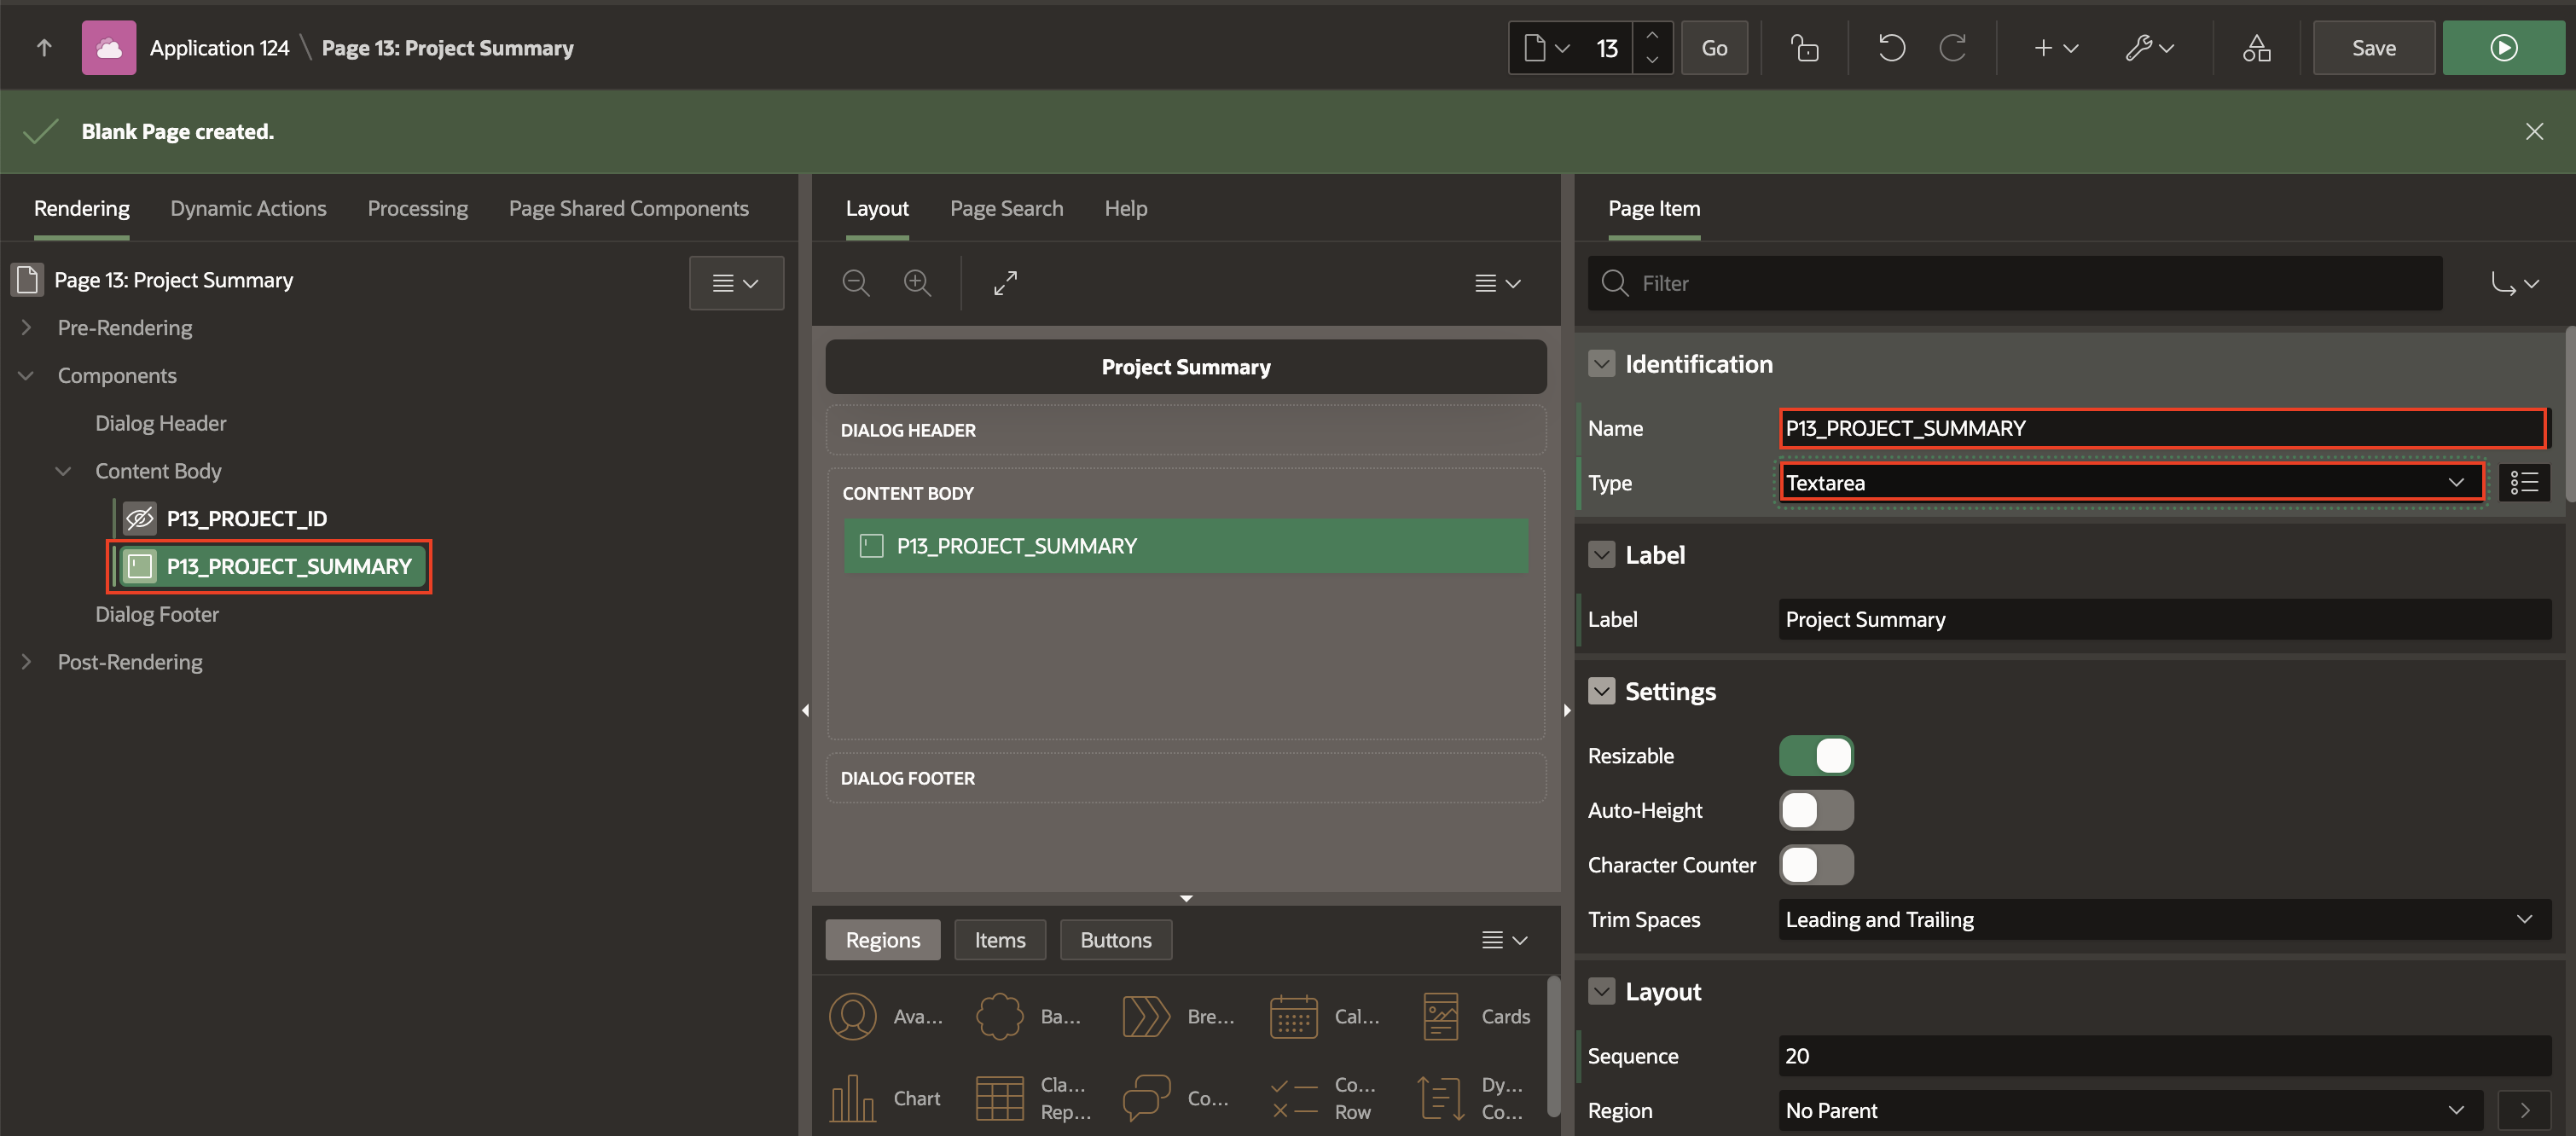 Application 124 \ Page 13: Project Summary
13
Go
Save
Blank Page created.
Rendering
Dynamic Actions
Processing
Page Shared Components
Page 13: Project Summary
Pre-Rendering
Components
Dialog Header
Content Body
P13_PROJECT_ID
P13_PROJECT_SUMMARY
Dialog Footer
Post-Rendering
Layout
Page Search
Help
Project Summary
DIALOG HEADER
CONTENT BODY
P13_PROJECT_SUMMARY
DIALOG FOOTER
Regions
Items
Buttons
Ava...
Ba...
Bre...
Cal...
Cards
Chart
Cla...
Rep...
Co...
Co...
Row
Dy...
Co...
Page Item
Filter
Identification
Name
P13_PROJECT_SUMMARY
Type
Textarea
Label
Label
Project Summary
Settings
Resizable
Auto-Height
Character Counter
Trim Spaces
Leading and Trailing
Layout
Sequence
20
Region
No Parent